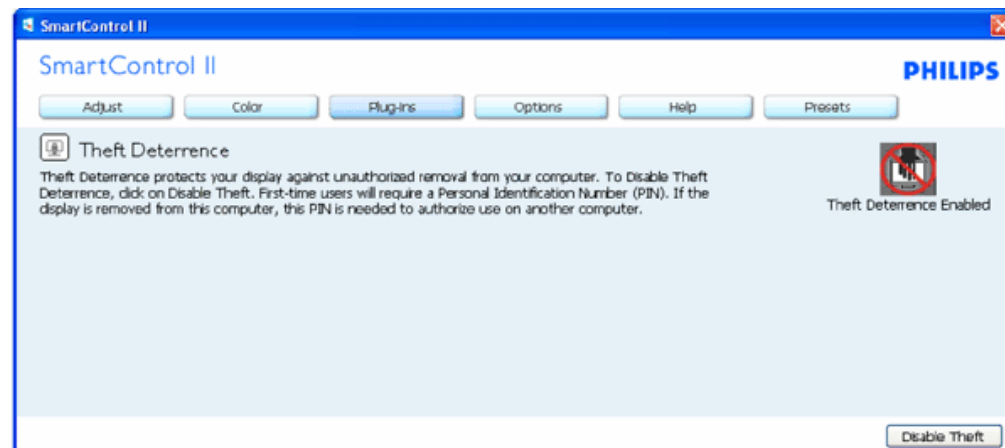 SmartControl II
SmartControl II
PHILIPS
Adjust Color Plug-Ins Options Help Presets
Theft Deterrence
Theft Deterrence protects your display against unauthorized removal from your computer. To Disable Theft
Deterrence, click on Disable Theft. First-time users will require a Personal Identification Number (PIN). If the
display is removed from this computer, this PIN is needed to authorize use on another computer.
Theft Deterrence Enabled
Disable Theft